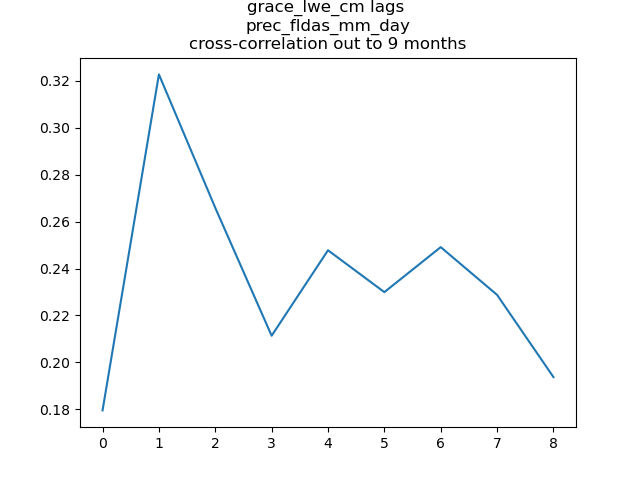 grace_lwe_cm lags
prec_fldas_mm_day
cross-correlation out to 9 months
0.32
0.30
0.28
0.26
0.24
0.22
0.20
0.18
0 1 2 3 4 5 6 7 8